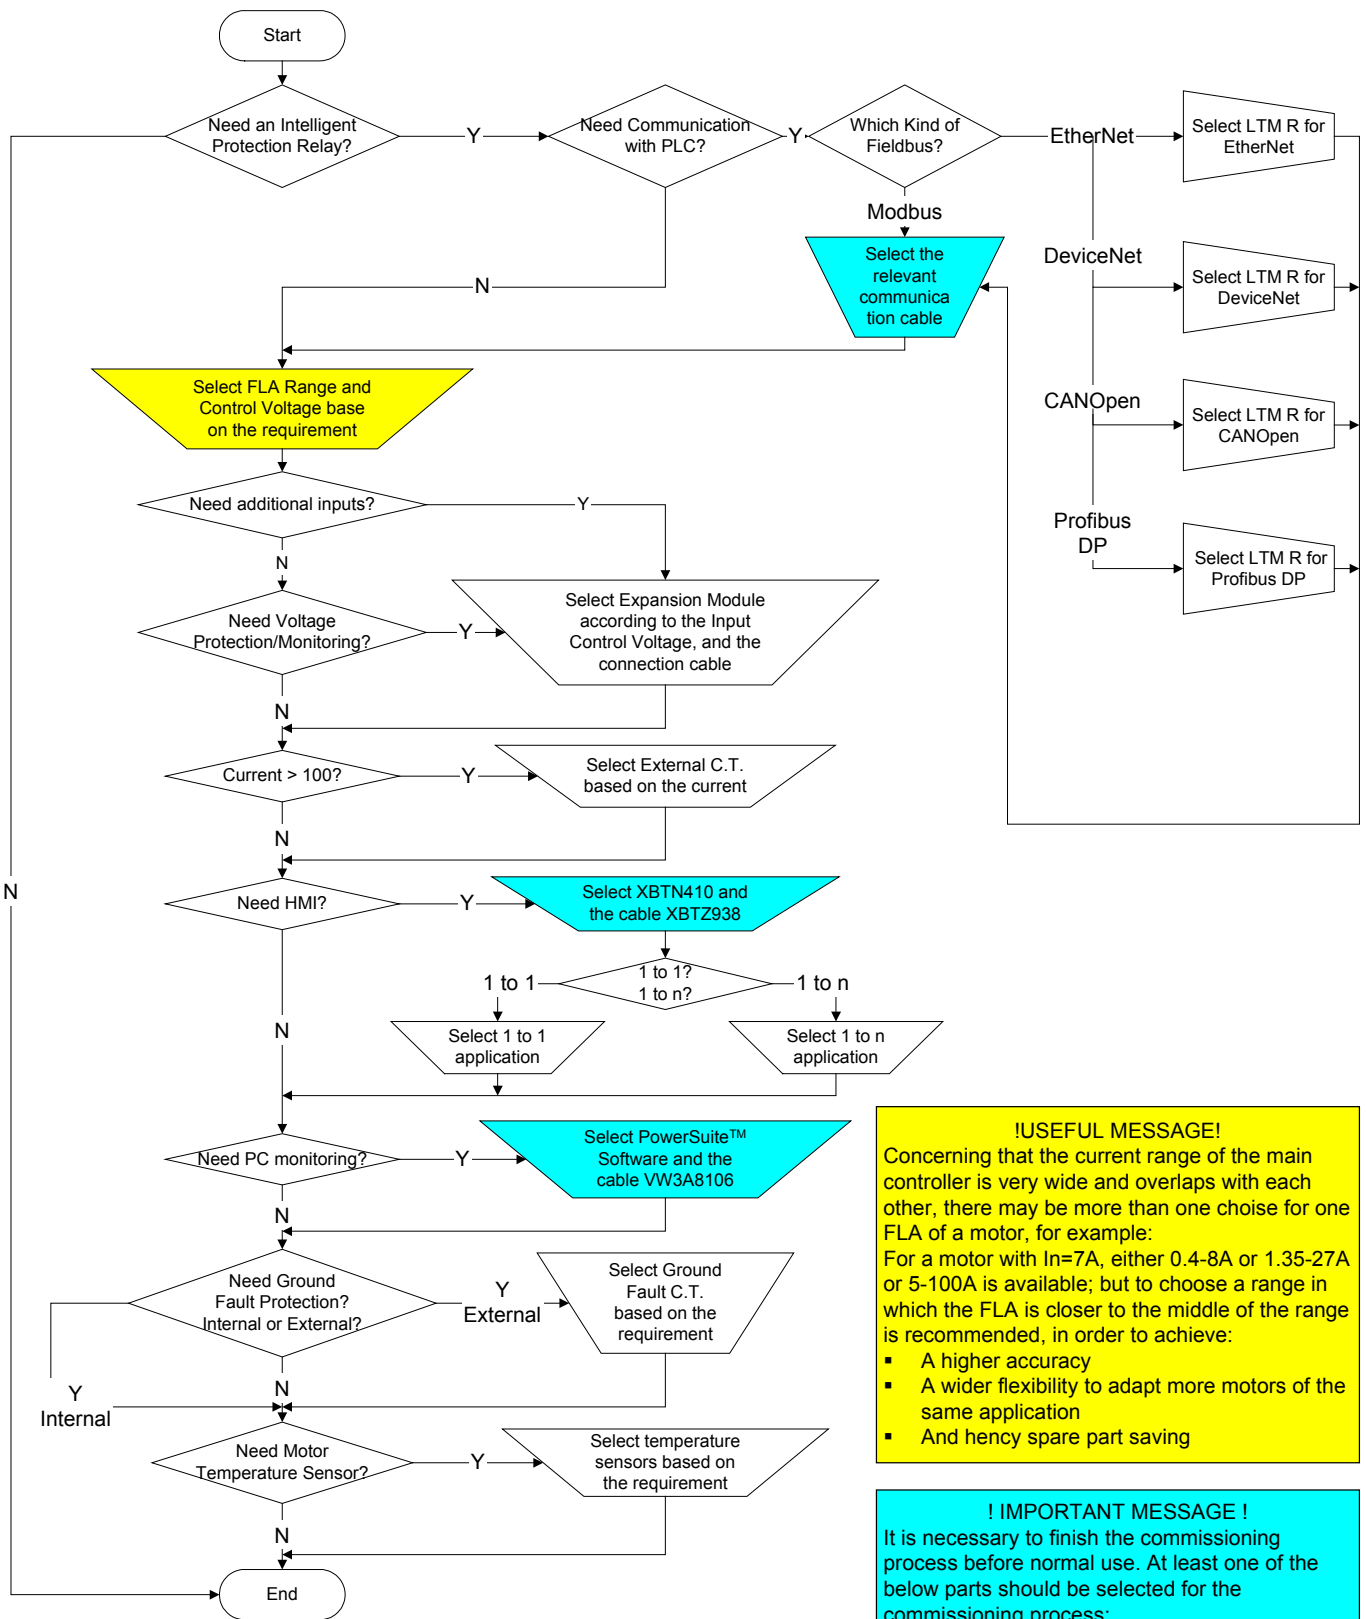 Start
Need an Intelligent
Protection Relay?
Y
Need Communication
with PLC?
Y
Which Kind of
Fieldbus?
EtherNet
Select LTM R for
EtherNet
Modbus
Select the
relevant
communica
tion cable
DeviceNet
Select LTM R for
DeviceNet
N
Select FLA Range and
Control Voltage base
on the requirement
CANOpen
Select LTM R for
CANOpen
Need additional inputs?
Y
N
Profibus
DP
Select LTM R for
Profibus DP
Need Voltage
Protection/Monitoring?
Y
Select Expansion Module
according to the Input
Control Voltage, and the
connection cable
N
Current > 100?
Y
Select External C.T.
based on the current
N
N
Need HMI?
Y
Select XBTN410 and
the cable XBTZ938
1 to 1?
1 to n?
1 to 1
1 to n
Select 1 to 1
application
Select 1 to n
application
N
Need PC monitoring?
Y
Select PowerSuite™
Software and the
cable VW3A8106
N
Need Ground
Fault Protection?
Internal or External?
Y
External
Select Ground
Fault C.T.
based on the
requirement
Y
Internal
N
Need Motor
Temperature Sensor?
Y
Select temperature
sensors based on
the requirement
N
End
!USEFUL MESSAGE!
Concerning that the current range of the main
controller is very wide and overlaps with each
other, there may be more than one choise for one
FLA of a motor, for example:
For a motor with In=7A, either 0.4-8A or 1.35-27A
or 5-100A is available; but to choose a range in
which the FLA is closer to the middle of the range
is recommended, in order to achieve:
▪ A higher accuracy
▪ A wider flexibility to adapt more motors of the
same application
▪ And hency spare part saving
! IMPORTANT MESSAGE !
It is necessary to finish the commissioning
process before normal use. At least one of the
below parts should be selected for the
commissioning process: